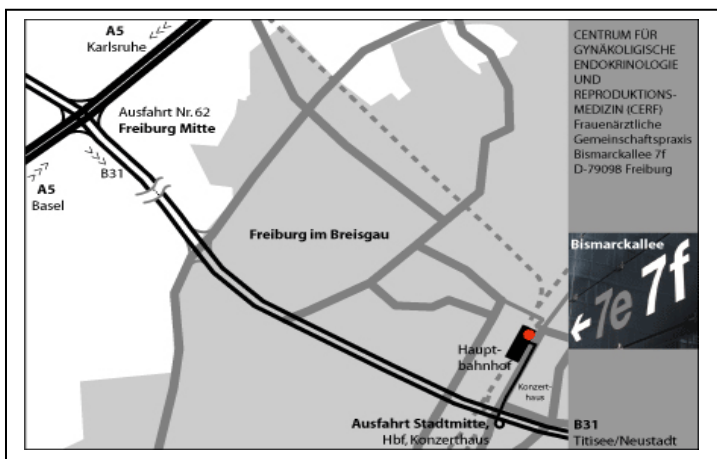 A5
Karlsruhe
Ausfahrt Nr. 62
Freiburg Mitte
B31
A5
Basel
Freiburg im Breisgau
Haupt-
bahnhof
Konzert-
haus
Ausfahrt Stadtmitte,
Hbf, Konzerthaus
CENTRUM FÜR
GYNÄKOLIGISCHE
ENDOKRINOLOGIE
UND
REPRODUKTIONS-
MEDIZIN (CERF)
Frauenärztliche
Gemeinschaftspraxis
Bismarckallee 7f
D-79098 Freiburg
Bismarckallee
7e 7f
B31
Titisee/Neustadt